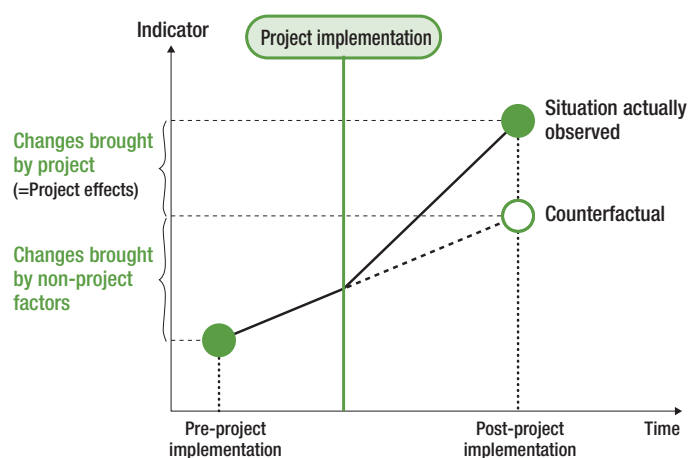 Indicator
Project implementation
Situation actually
observed
Changes brought
by project
(=Project effects)
Counterfactual
Changes brought
by non-project
factors
Pre-project
implementation
Post-project
implementation
Time